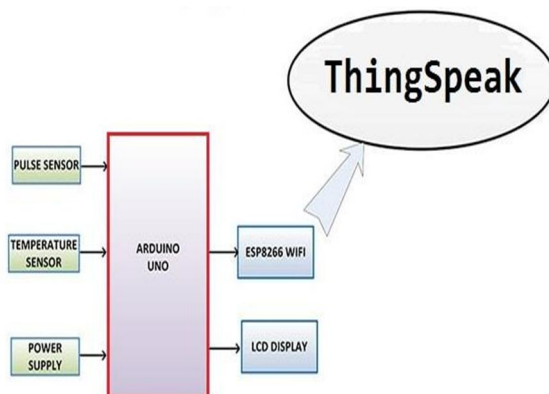 ThingSpeak
PULSE SENSOR
TEMPERATURE
SENSOR
POWER
SUPPLY
ARDUINO
UNO
ESP8266 WIFI
LCD DISPLAY